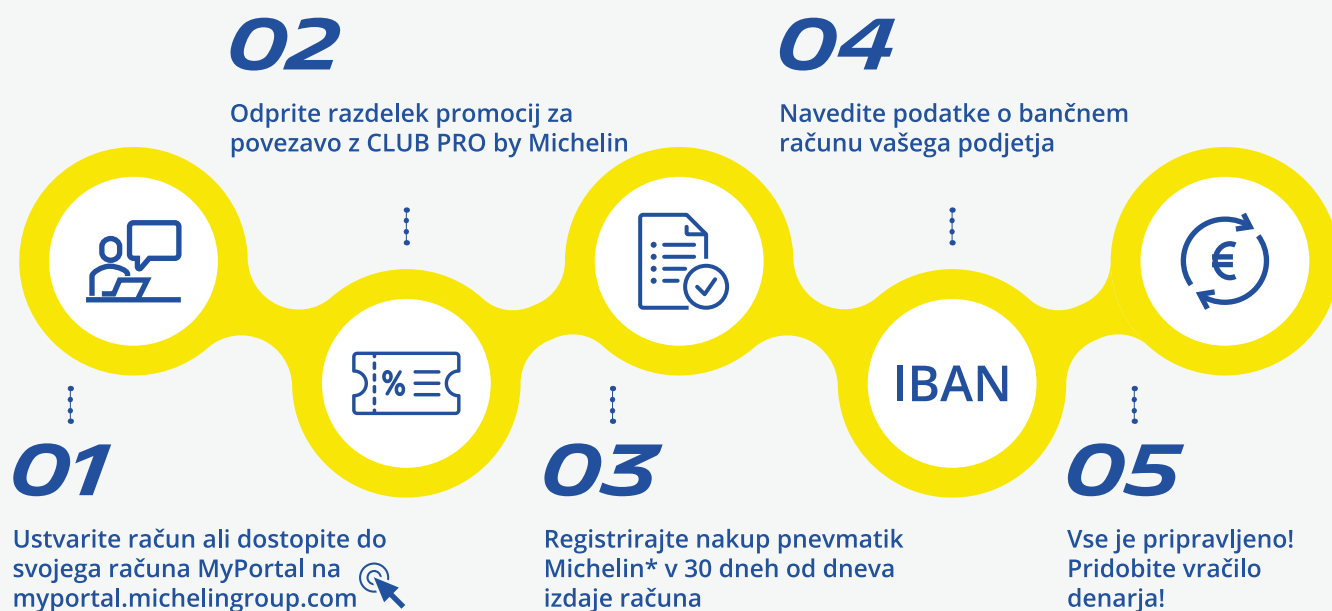 01
Ustvarite račun ali dostopite do
svojega računa MyPortal na
myportal.michelingroup.com
02
Odprite razdelek promocij za
povezavo z CLUB PRO by Michelin
%
03
Registrirajte nakup pnevmatik
Michelin* v 30 dneh od dneva
izdaje računa
04
Navedite podatke o bančnem
računu vašega podjetja
IBAN
05
Vse je pripravljeno!
Pridobite vračilo
denarja!
€